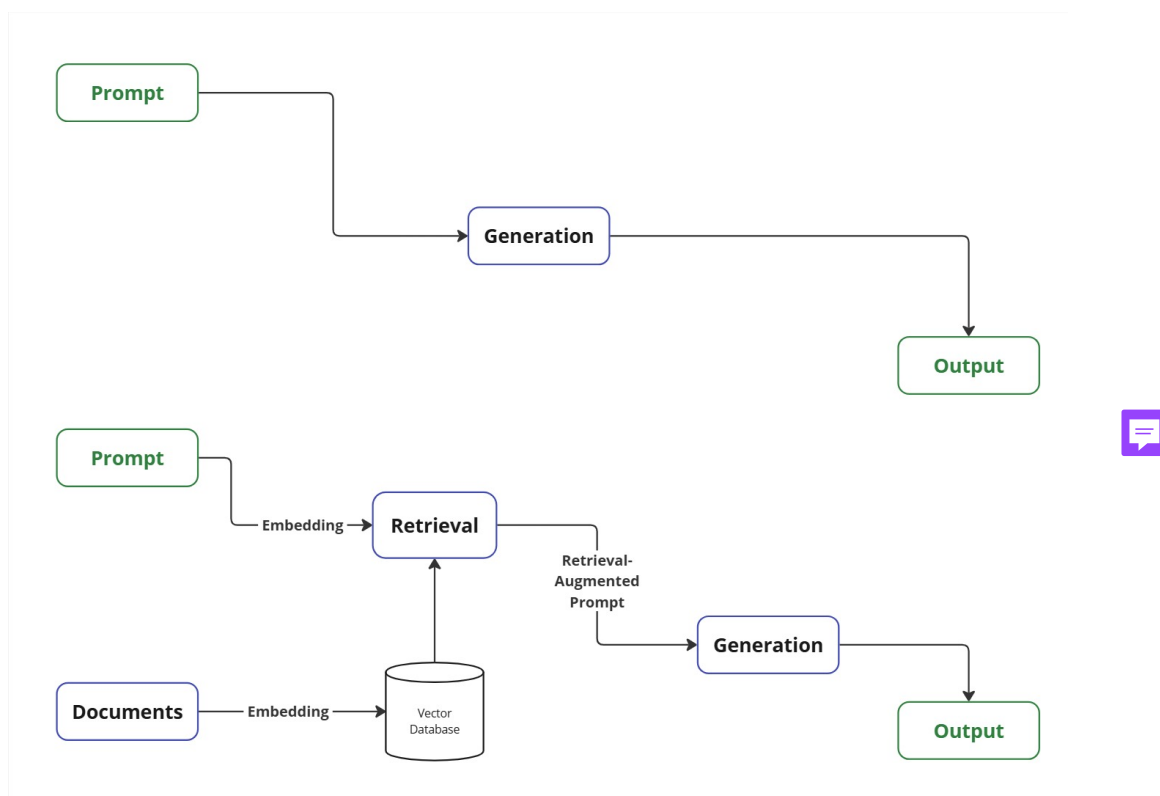 Prompt
Generation
Output
Prompt
Embedding
Retrieval
Retrieval-
Augmented
Prompt
Generation
Documents
Embedding
Vector
Database
Output